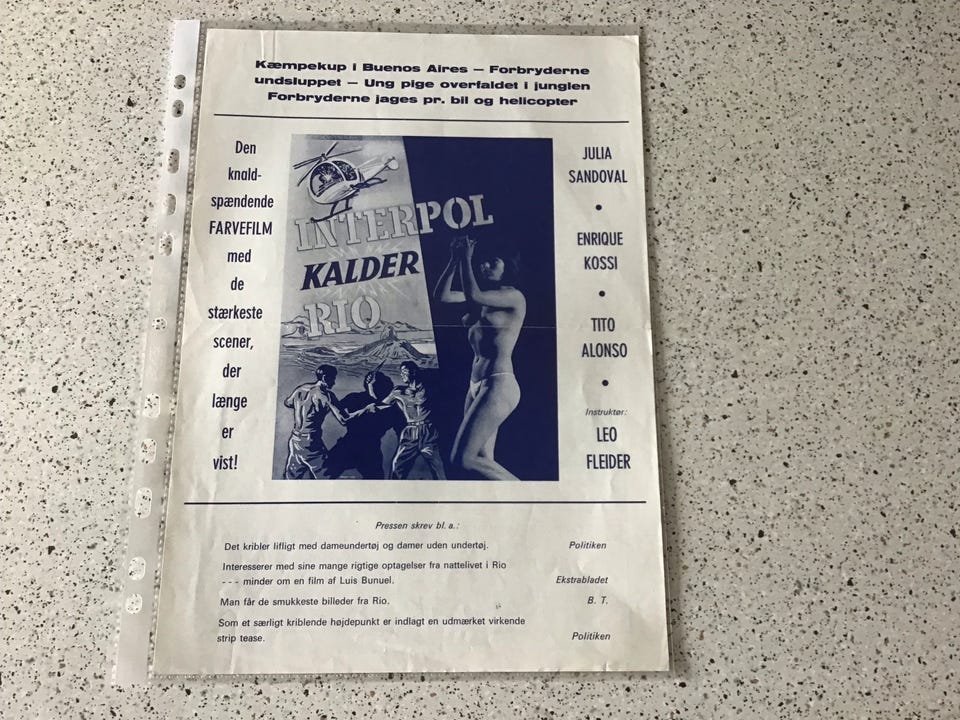 Kæmpekup i Buenos Aires – Forbryderne
undsluppet – Ung pige overfaldet i junglen
Forbryderne jages pr. bil og helicopter
Den
knald-
spændende
FARVEFILM
med
de
stærkeste
scener,
der
længe
er
vist!
INTERPOL
KALDER
RIO
JULIA
SANDOVAL
•
ENRIQUE
KOSSI
•
TITO
ALONSO
•
Instruktør:
LEO
FLEIDER
Pressen skrev bl. a.:
Det kribler lifligt med dameundertøj og damer uden undertøj. Politiken
Interesserer med sine mange rigtige optagelser fra nattelivet i Rio
- - - minder om en film af Luis Bunuel. Ekstrabladet
Man får de smukkeste billeder fra Rio. B. T.
Som et særligt kriblende højdepunkt er indlagt en udmærket virkende
strip tease. Politiken